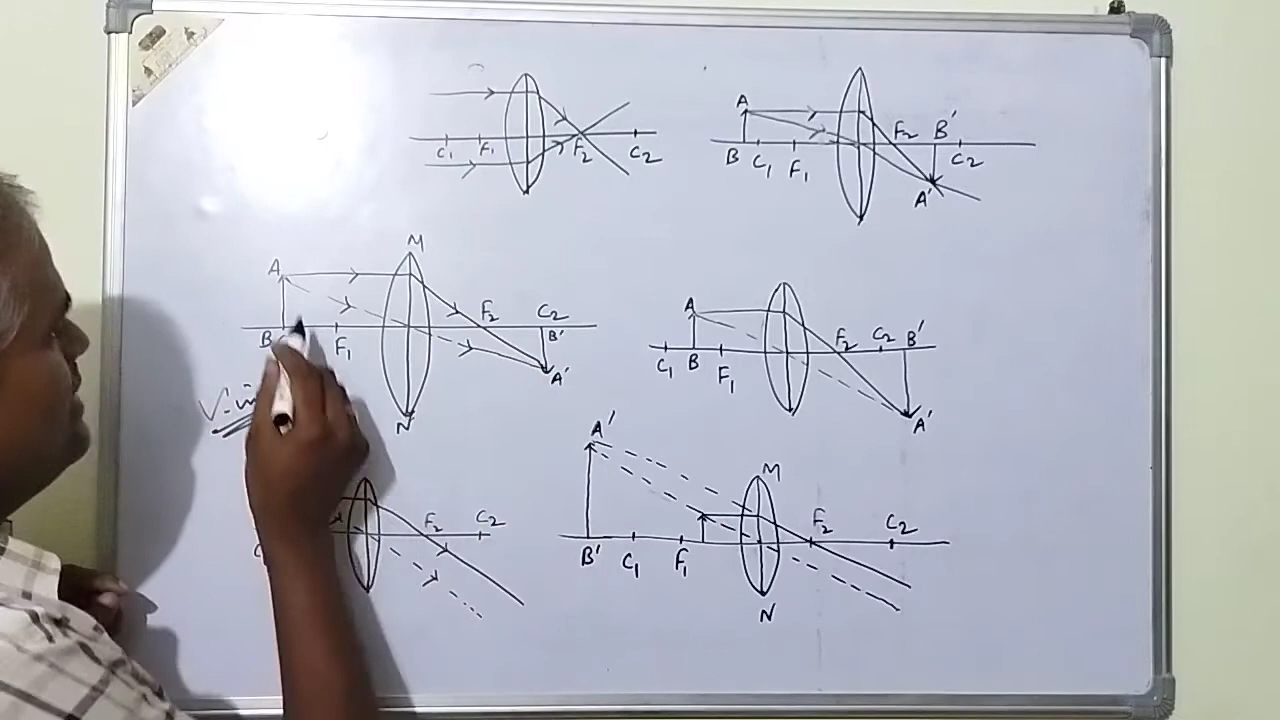 C₁ F₁ F₂ C₂
A B C₁ F₁ F₂ B' C₂ A'
M A B F₁ F₂ C₂ B' A' N
A C₁ B F₁ F₂ C₂ B' A'
F₂ C₂
A' M B' C₁ F₁ F₂ C₂ N